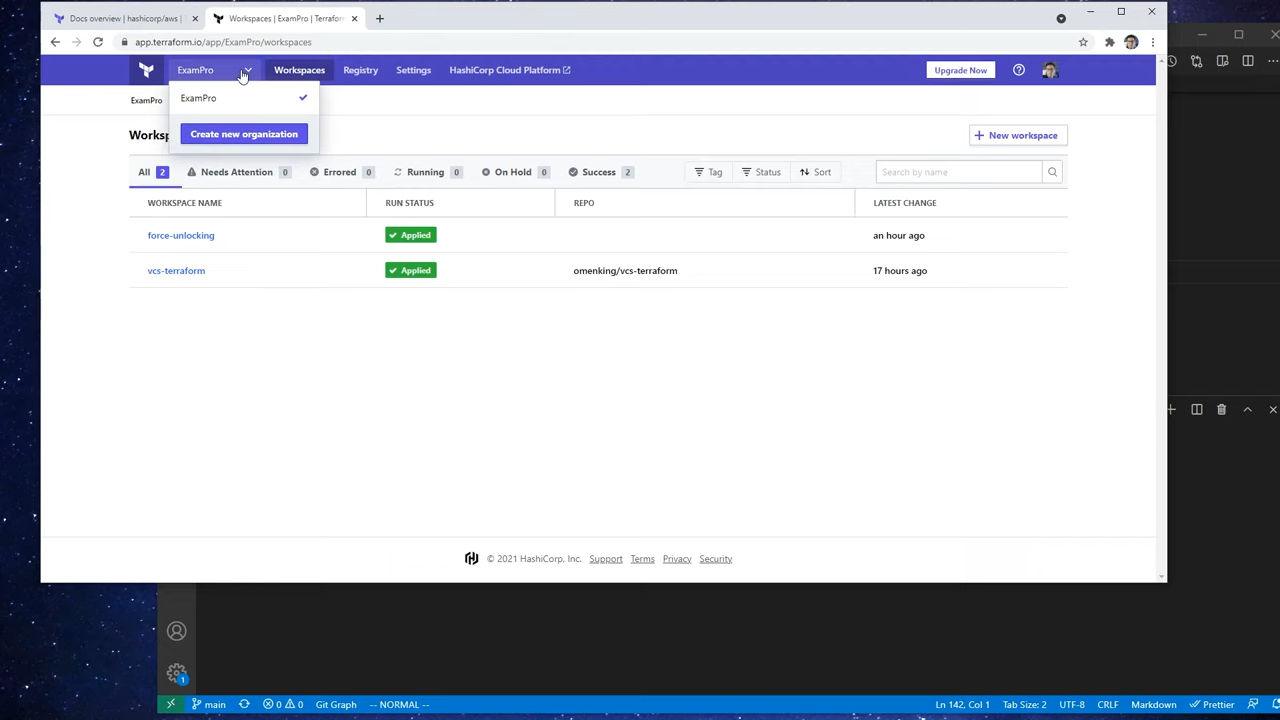 Docs overview | hashicorp/aws |
Workspaces | ExamPro | Terraform
app.terraform.io/app/ExamPro/workspaces
ExamPro
Workspaces
Registry
Settings
HashiCorp Cloud Platform
Upgrade Now
ExamPro
ExamPro
Create new organization
New workspace
All 2
Needs Attention 0
Errored 0
Running 0
On Hold 0
Success 2
Tag
Status
Sort
Search by name
WORKSPACE NAME
RUN STATUS
REPO
LATEST CHANGE
force-unlocking
Applied
an hour ago
vcs-terraform
Applied
omenking/vcs-terraform
17 hours ago
© 2021 HashiCorp, Inc.
Support
Terms
Privacy
Security
1
main
0
0
Git Graph
-- NORMAL --
Ln 142, Col 1
Tab Size: 2
UTF-8
CRLF
Markdown
Prettier